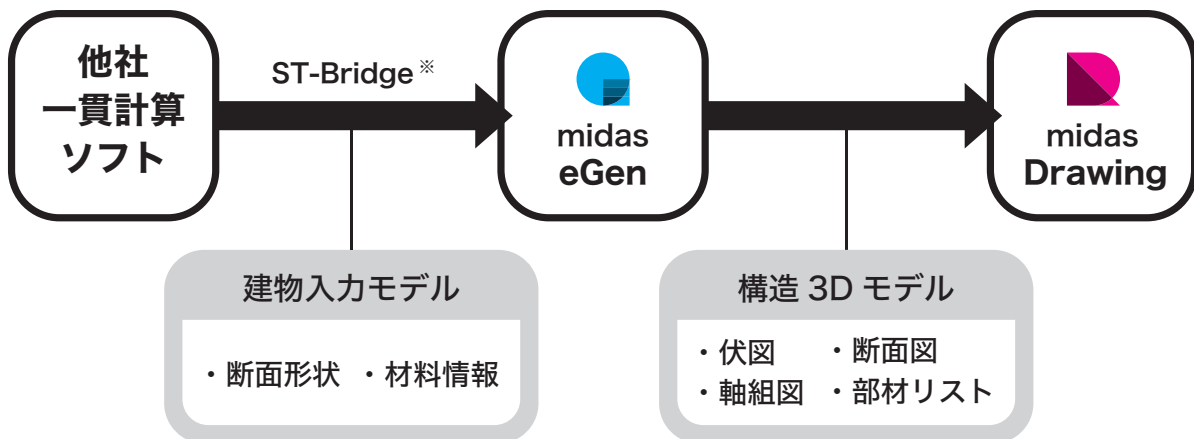 他社
一貫計算
ソフト
ST-Bridge※
midas
eGen
midas
Drawing
建物入力モデル
・断面形状 ・材料情報
構造 3D モデル
・伏図 ・断面図
・軸組図 ・部材リスト